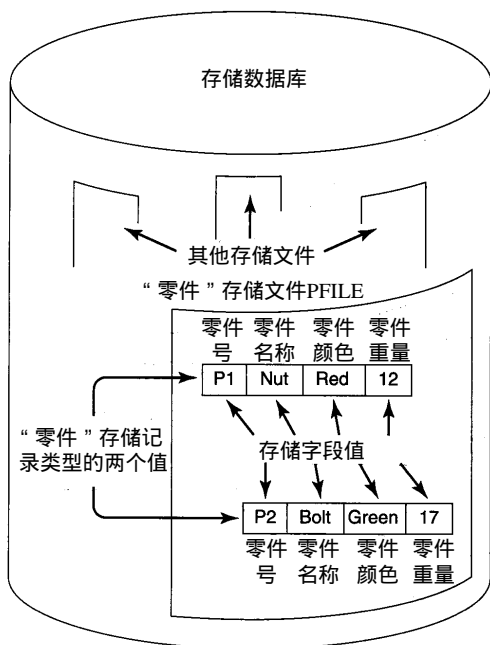 存储数据库
其他存储文件
“零件”存储文件PFILE
零件 零件 零件 零件
号 名称 颜色 重量
P1 Nut Red 12
“零件”存储记
录类型的两个值
存储字段值
P2 Bolt Green 17
零件 零件 零件 零件
号 名称 颜色 重量